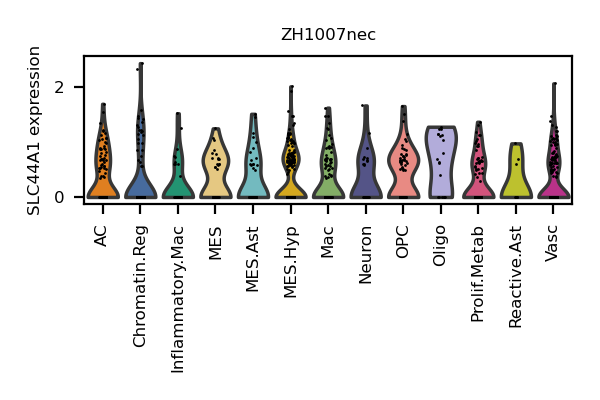 ZH1007nec
SLC44A1 expression
2
0
AC
Chromatin.Reg
Inflammatory.Mac
MES
MES.Ast
MES.Hyp
Mac
Neuron
OPC
Oligo
Prolif.Metab
Reactive.Ast
Vasc